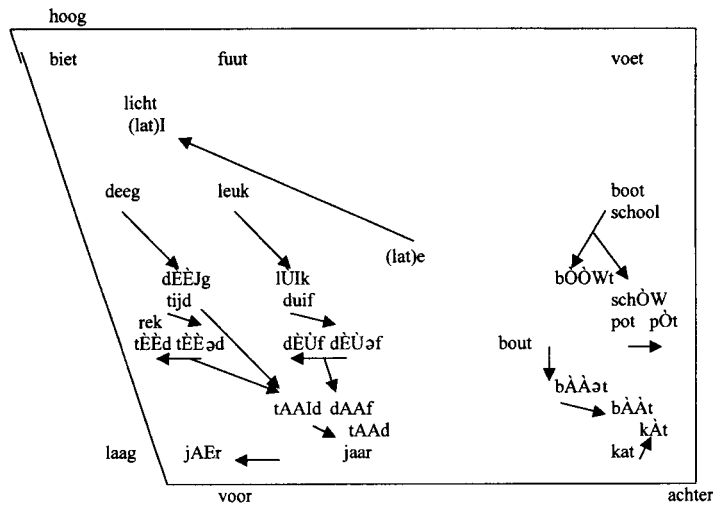 hoog
biet fuut voet
licht
(lat)I
deeg leuk boot
school
(lat)e
dÈÈJg lÙIk bÒÒWt
tijd duif schÒW
rek pot pÒt
tÈÈd tÈÈəd dÈÙf dÈÙəf bout
bÀÀət
tAAId dAAf bÀÀt
tAAd kÀt
laag jAEr jaar kat
voor achter